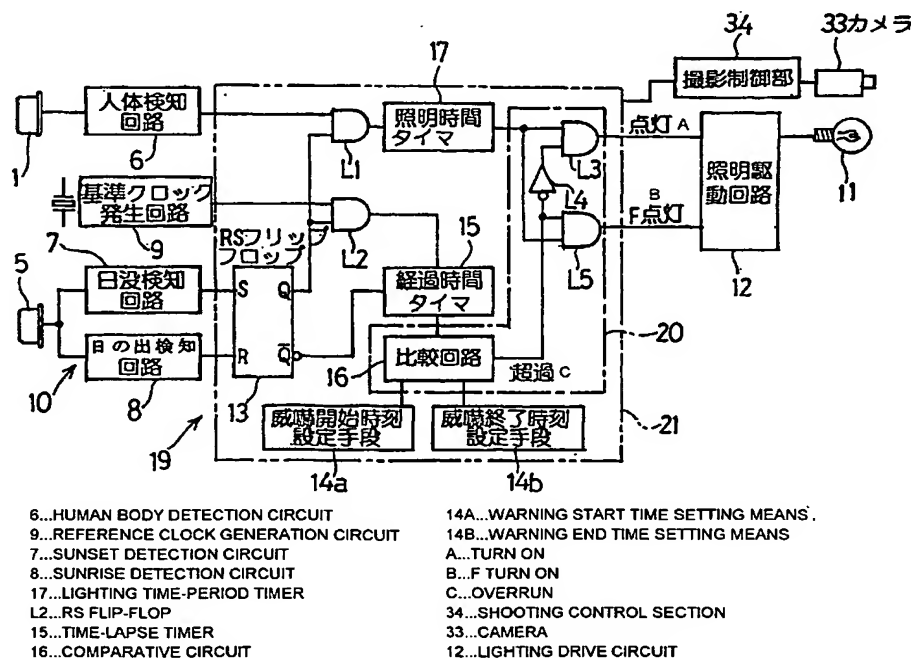 34
33カメラ
17
撮影制御部
人体検知
回路
照明時間
タイマ
1
6
L1
L3
点灯 A
照明駆
動回路
11
基準クロック
発生回路
L4
B
F点灯
9
RSフリップ
フロップ
L2
15
L5
12
7
5
日没検知
回路
S
Q
経過時間
タイマ
20
日の出検知
回路
R
Q̅
16
比較回路
超過 C
10
8
13
21
威嚇開始時刻
設定手段
威嚇終了時刻
設定手段
19
14a
14b
6...HUMAN BODY DETECTION CIRCUIT
9...REFERENCE CLOCK GENERATION CIRCUIT
7...SUNSET DETECTION CIRCUIT
8...SUNRISE DETECTION CIRCUIT
17...LIGHTING TIME-PERIOD TIMER
L2...RS FLIP-FLOP
15...TIME-LAPSE TIMER
16...COMPARATIVE CIRCUIT
14A...WARNING START TIME SETTING MEANS.
14B...WARNING END TIME SETTING MEANS
A...TURN ON
B...F TURN ON
C...OVERRUN
34...SHOOTING CONTROL SECTION
33...CAMERA
12...LIGHTING DRIVE CIRCUIT